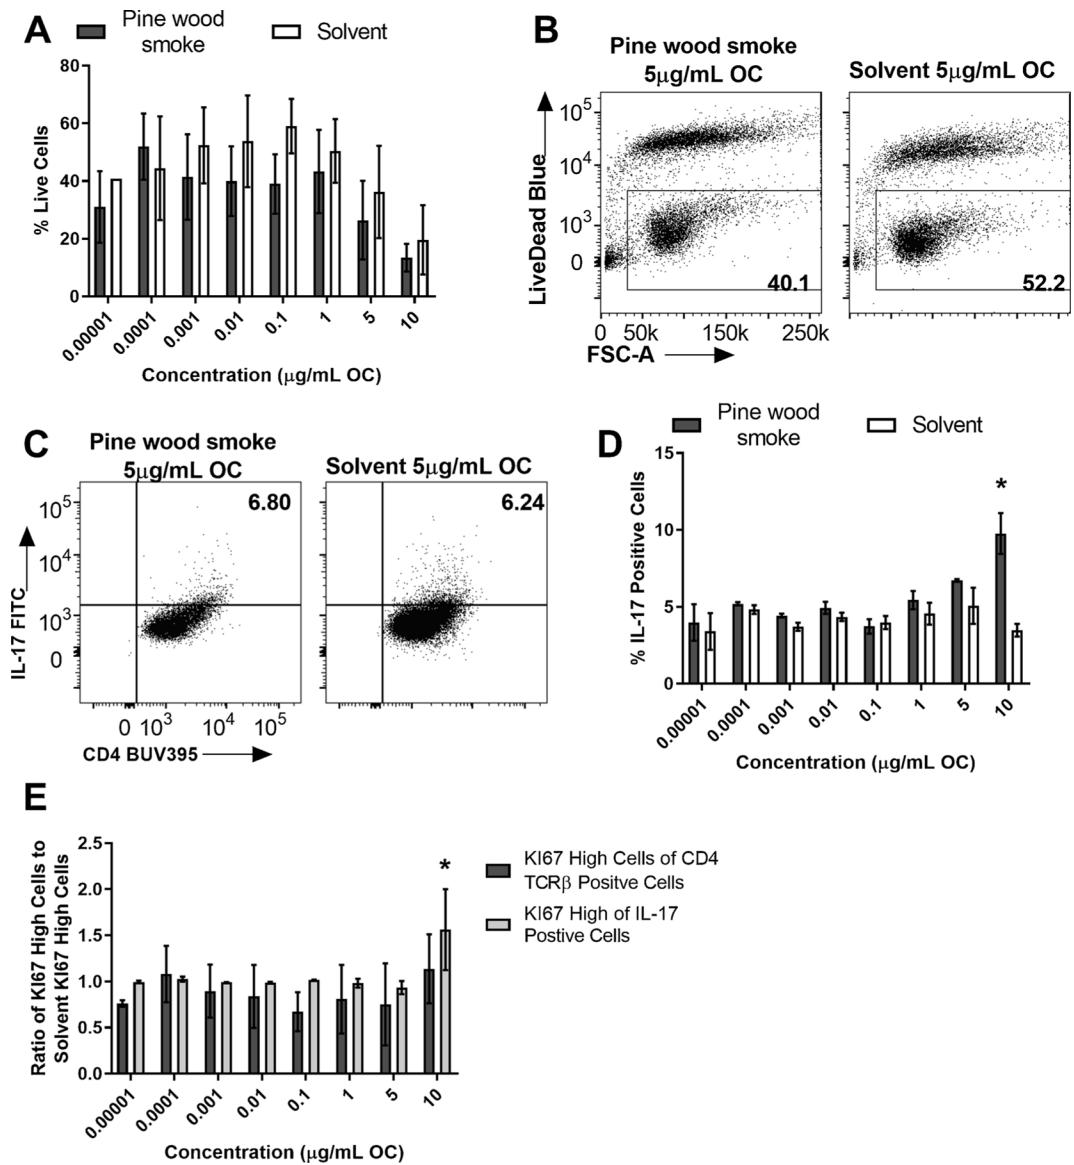 A
Pine wood
smoke
Solvent
% Live Cells
80
60
40
20
0
0.00001
0.0001
0.001
0.01
0.1
1
5
10
Concentration (μg/mL OC)
B
Pine wood smoke
5μg/mL OC
Solvent 5μg/mL OC
LiveDead Blue
10^5
10^4
10^3
0
40.1
52.2
0 50k 150k 250k
FSC-A
C
Pine wood smoke
5μg/mL OC
Solvent 5μg/mL OC
IL-17 FITC
10^5
10^4
10^3
0
6.80
6.24
0 10^3 10^4 10^5
CD4 BUV395
D
Pine wood
smoke
Solvent
% IL-17 Positive Cells
15
10
5
0
*
0.00001
0.0001
0.001
0.01
0.1
1
5
10
Concentration (μg/mL OC)
E
Ratio of KI67 High Cells to
Solvent KI67 High Cells
2.5
2.0
1.5
1.0
0.5
0.0
*
KI67 High Cells of CD4
TCRβ Positve Cells
KI67 High of IL-17
Postive Cells
0.00001
0.0001
0.001
0.01
0.1
1
5
10
Concentration (μg/mL OC)